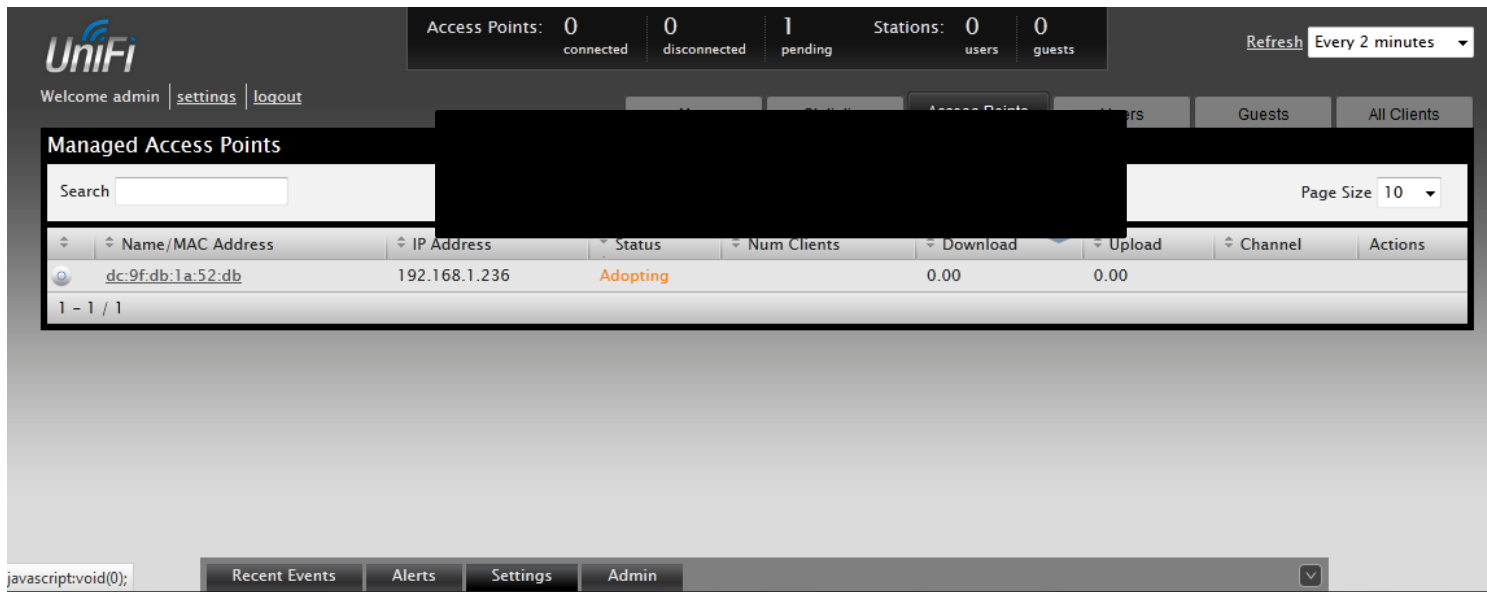 UniFi
Access Points: 0 connected 0 disconnected 1 pending Stations: 0 users 0 guests
Refresh Every 2 minutes
Welcome admin settings logout
Access Points Guests All Clients
Managed Access Points
Search
Page Size 10
Name/MAC Address IP Address Status Num Clients Download Upload Channel Actions
dc:9f:db:1a:52:db 192.168.1.236 Adopting 0.00 0.00
1 - 1 / 1
javascript:void(0); Recent Events Alerts Settings Admin